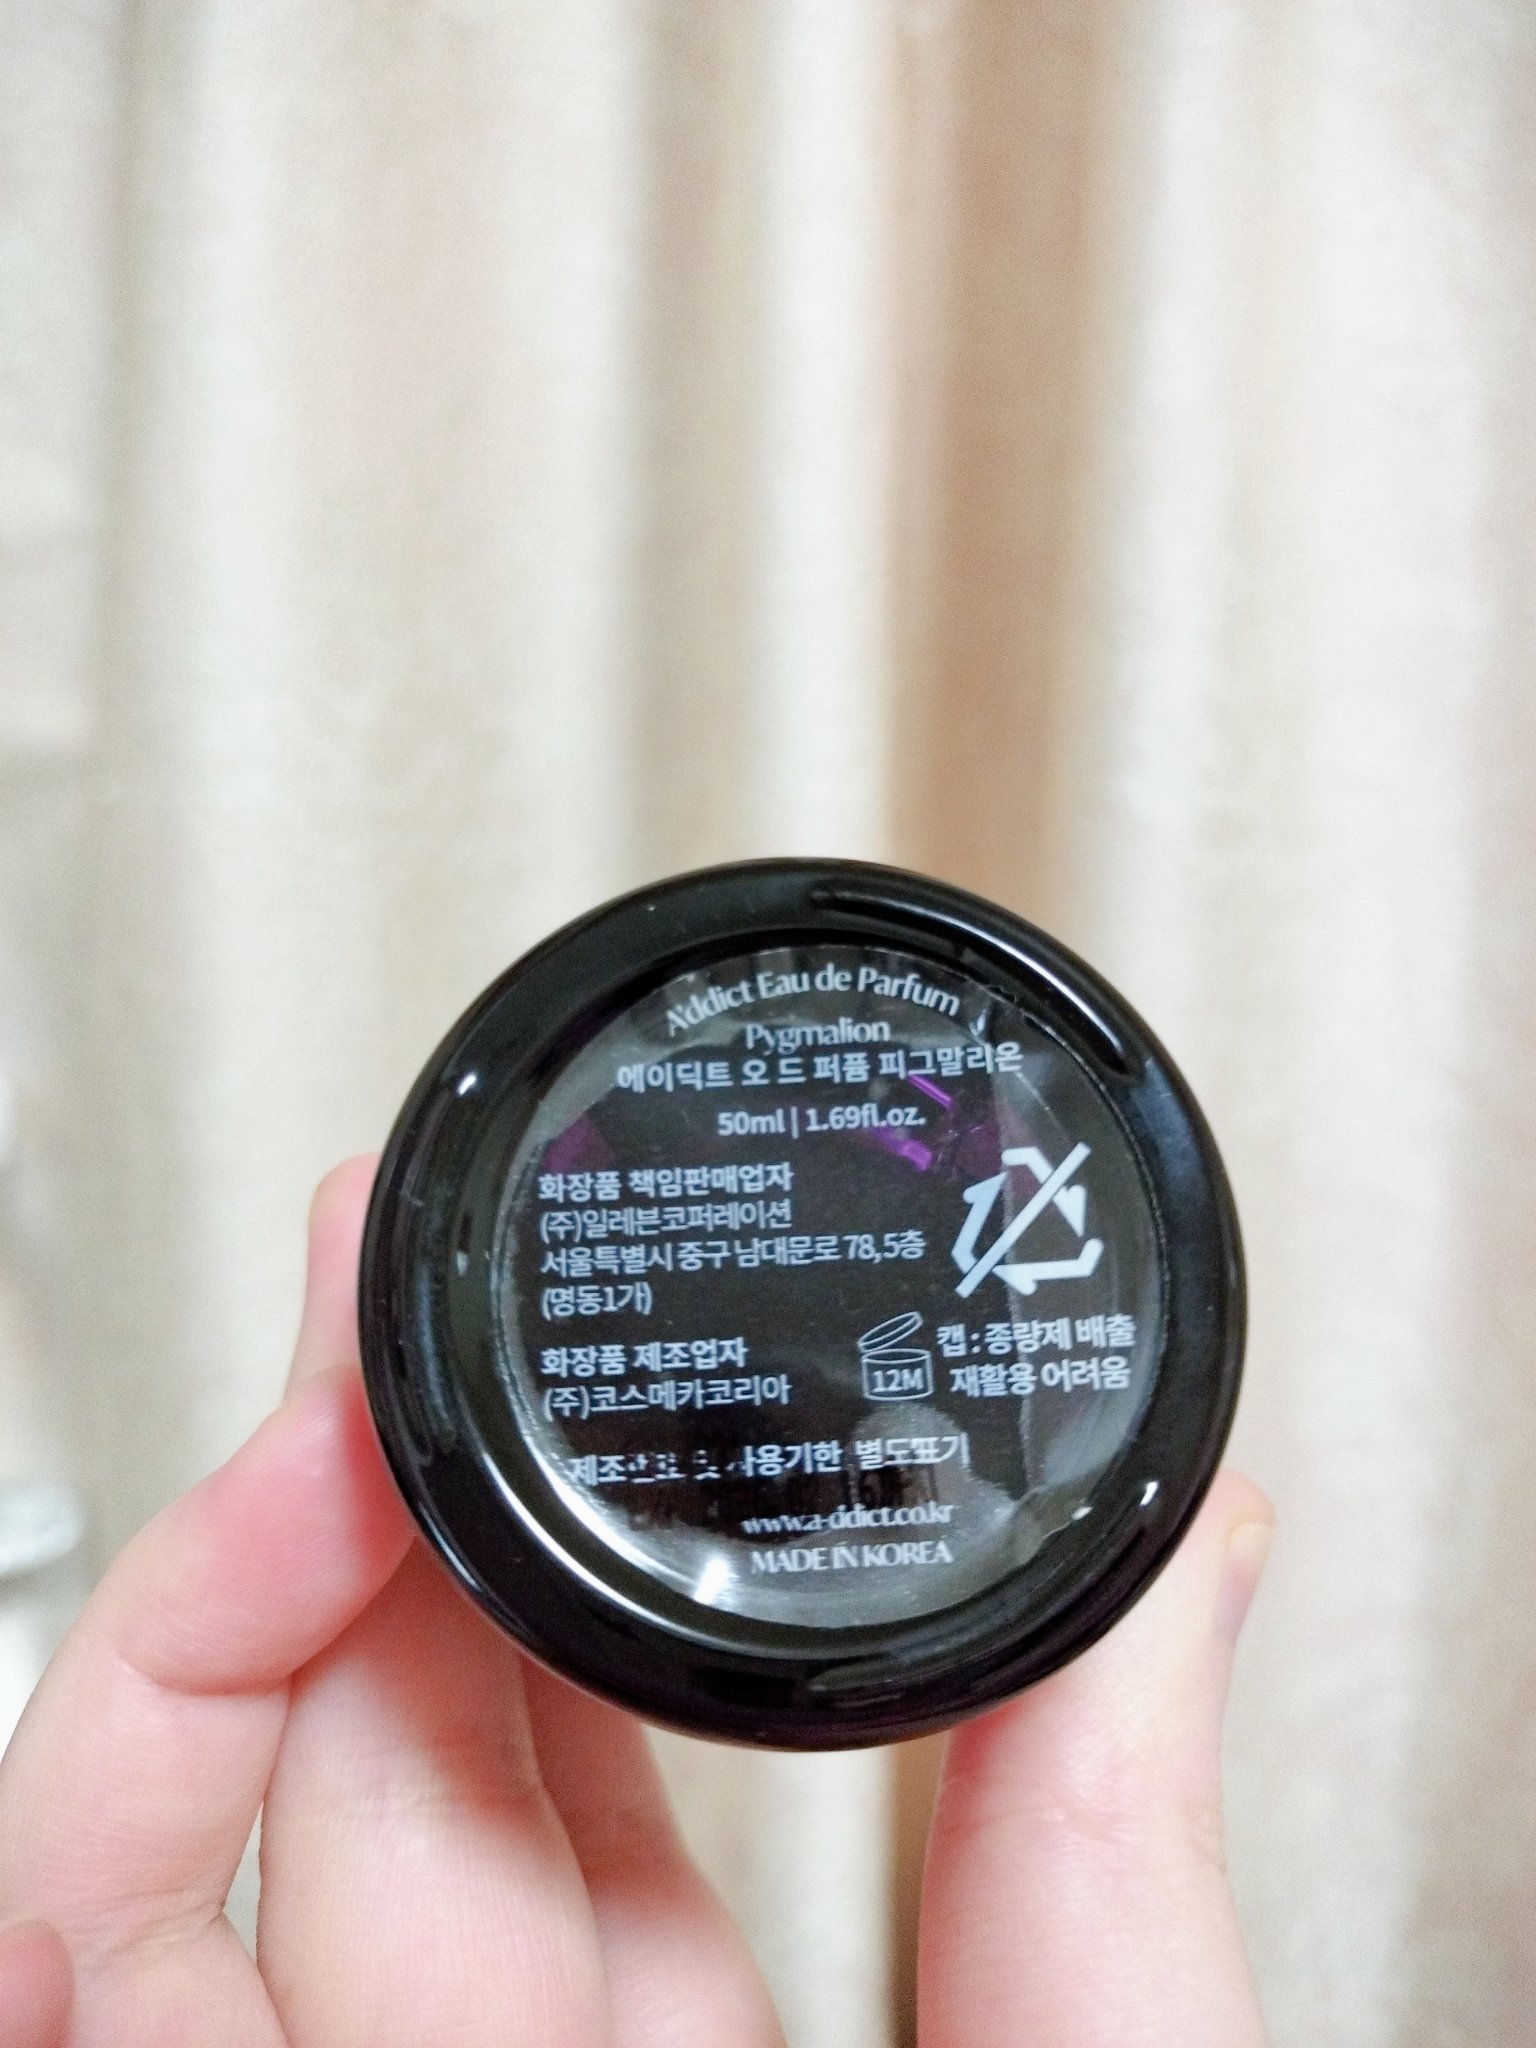 A'ddict Eau de Parfum
Pygmalion
에이딕트 오 드 퍼퓸 피그말리온
50ml | 1.69fl.oz.
화장품 책임판매업자
(주)일레븐코퍼레이션
서울특별시 중구 남대문로 78, 5층
(명동1가)
화장품 제조업자
(주)코스메카코리아
12M
캡 : 종량제 배출
재활용 어려움
사용기한 별도표기
www.a-ddict.co.kr
MADE IN KOREA